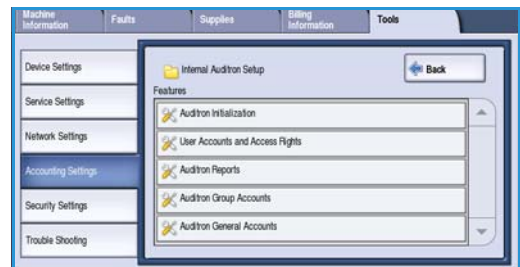 Machine
Information
Faults
Supplies
Billing
Information
Tools
Device Settings
Service Settings
Network Settings
Accounting Settings
Security Settings
Trouble Shooting
Internal Auditron Setup
Back
Features
Auditron Initialization
User Accounts and Access Rights
Auditron Reports
Auditron Group Accounts
Auditron General Accounts